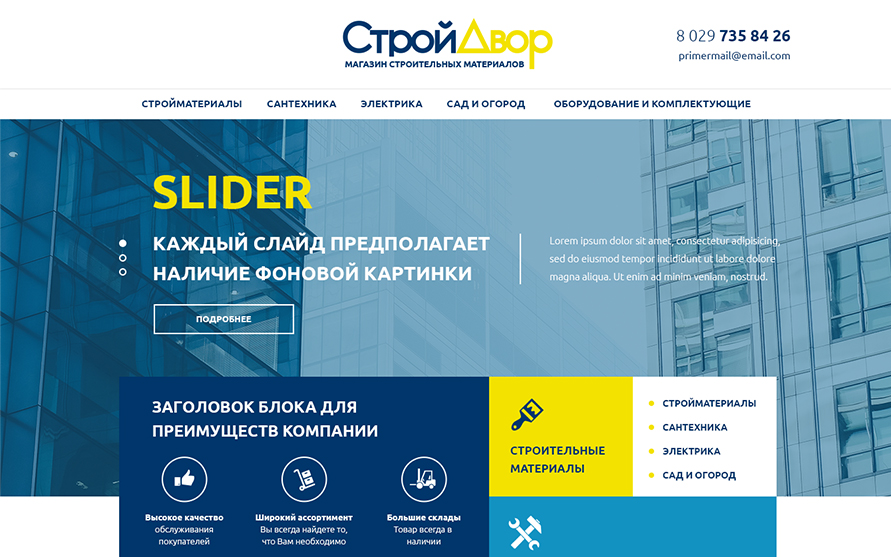 СтройДвор
МАГАЗИН СТРОИТЕЛЬНЫХ МАТЕРИАЛОВ
8 029 735 84 26
primermail@email.com
СТРОЙМАТЕРИАЛЫ САНТЕХНИКА ЭЛЕКТРИКА САД И ОГОРОД ОБОРУДОВАНИЕ И КОМПЛЕКТУЮЩИЕ
SLIDER
КАЖДЫЙ СЛАЙД ПРЕДПОЛАГАЕТ
НАЛИЧИЕ ФОНОВОЙ КАРТИНКИ
Lorem ipsum dolor sit amet, consectetur adipisicing,
sed do eiusmod tempor incididunt ut labore dolore
magna aliqua. Ut enim ad minim veniam, nostrud.
ПОДРОБНЕЕ
ЗАГОЛОВОК БЛОКА ДЛЯ
ПРЕИМУЩЕСТВ КОМПАНИИ
Высокое качество
обслуживания
покупателей
Широкий ассортимент
Вы всегда найдете то,
что Вам необходимо
Большие склады
Товар всегда в
наличии
СТРОИТЕЛЬНЫЕ
МАТЕРИАЛЫ
СТРОЙМАТЕРИАЛЫ
САНТЕХНИКА
ЭЛЕКТРИКА
САД И ОГОРОД